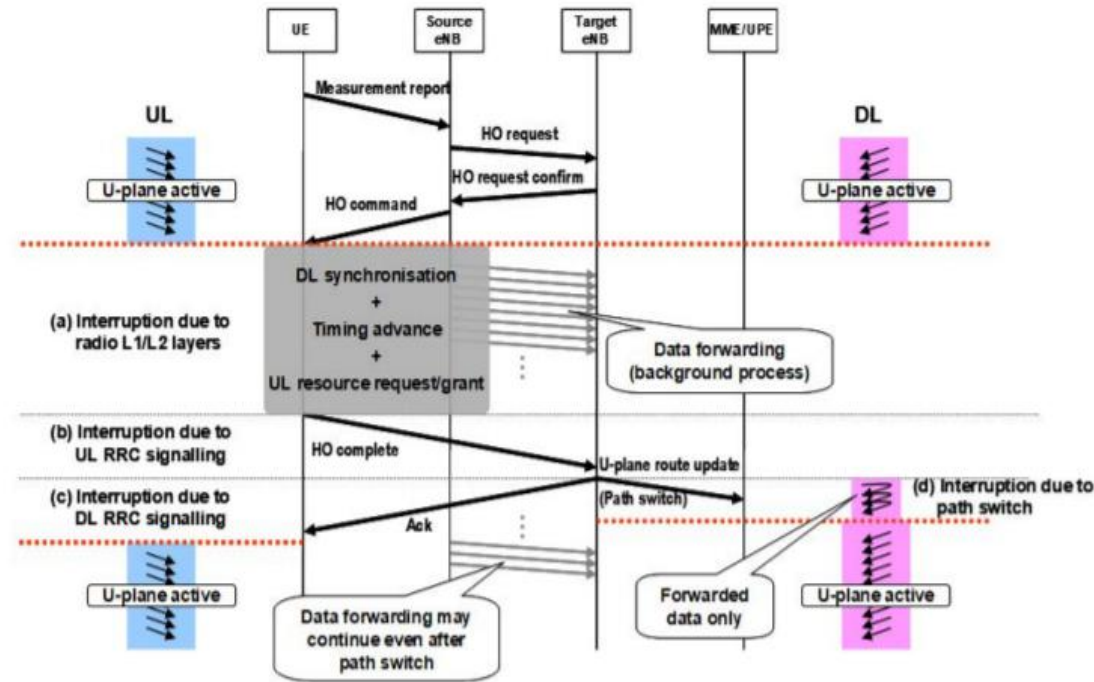 UE
Source
eNB
Target
eNB
MME/UPE
Measurement report
UL
DL
HO request
U-plane active
HO request confirm
U-plane active
HO command
DL synchronisation
+
Timing advance
+
UL resource request/grant
(a) Interruption due to
radio L1/L2 layers
Data forwarding
(background process)
(b) Interruption due to
UL RRC signalling
HO complete
U-plane route update
(Path switch)
(c) Interruption due to
DL RRC signalling
(d) Interruption due to
path switch
Ack
U-plane active
Data forwarding may
continue even after
path switch
Forwarded
data only
U-plane active